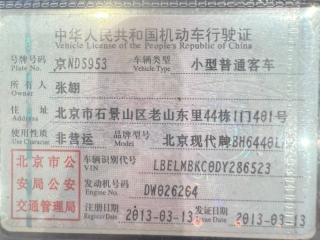 中华人民共和国机动车行驶证
Vehicle License of the People's Republic of China
号牌号码 Plate No. 京NDS953 车辆类型 Vehicle Type 小型普通客车
所有人 Owner 张翃
住址 Address 北京市石景山区老山东里44栋1门401号
使用性质 Use Character 非营运 品牌型号 Model 北京现代牌BH6440L
北京市公安局公安交通管理局
车辆识别代号 VIN LBELMBKC0DY286523
发动机号码 Engine No. DW026264
注册日期 Register Date 2013-03-13 发证日期 Issue Date 2013-03-13